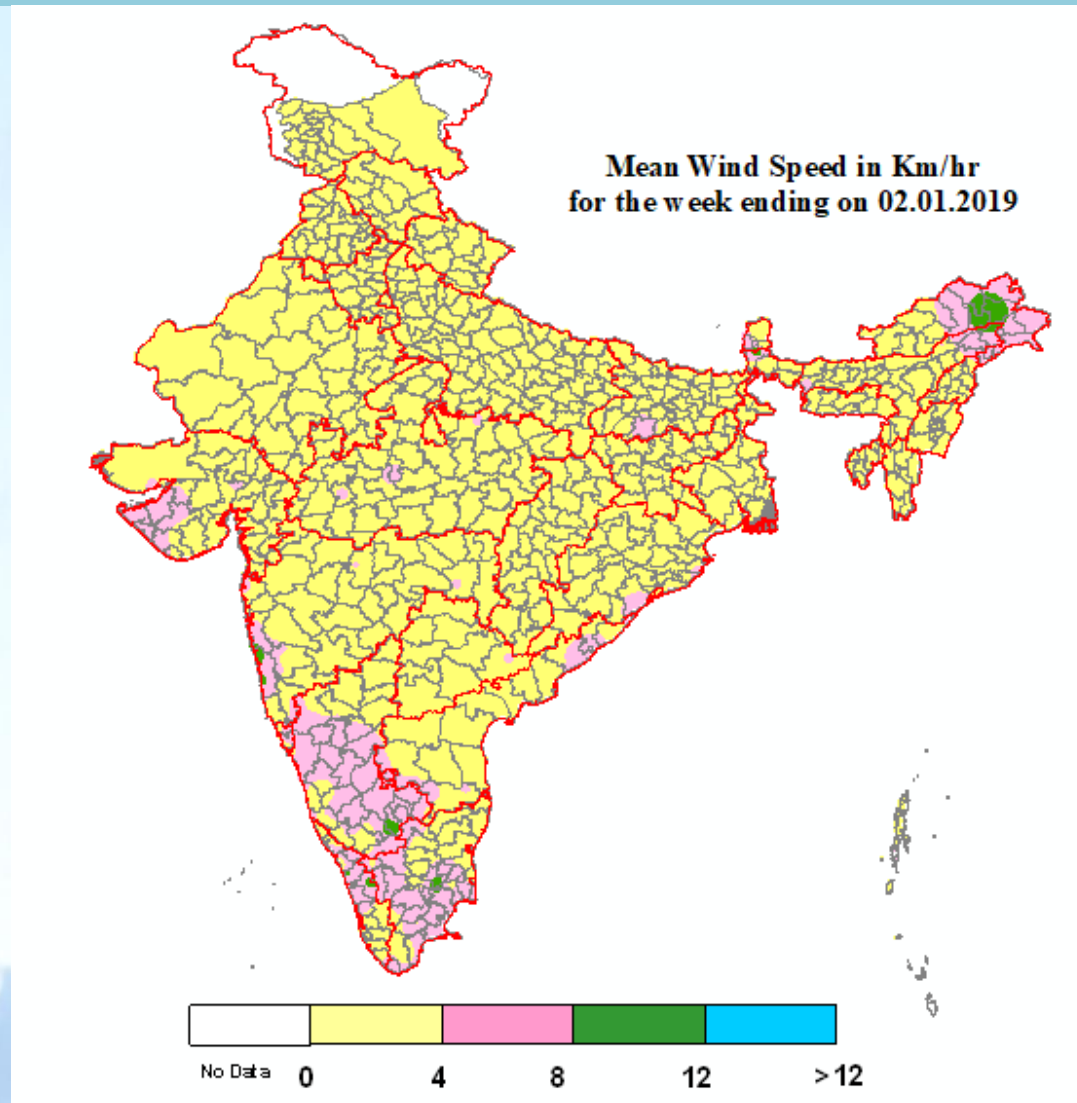 Mean Wind Speed in Km/hr
for the week ending on 02.01.2019
No Data 0 4 8 12 >12